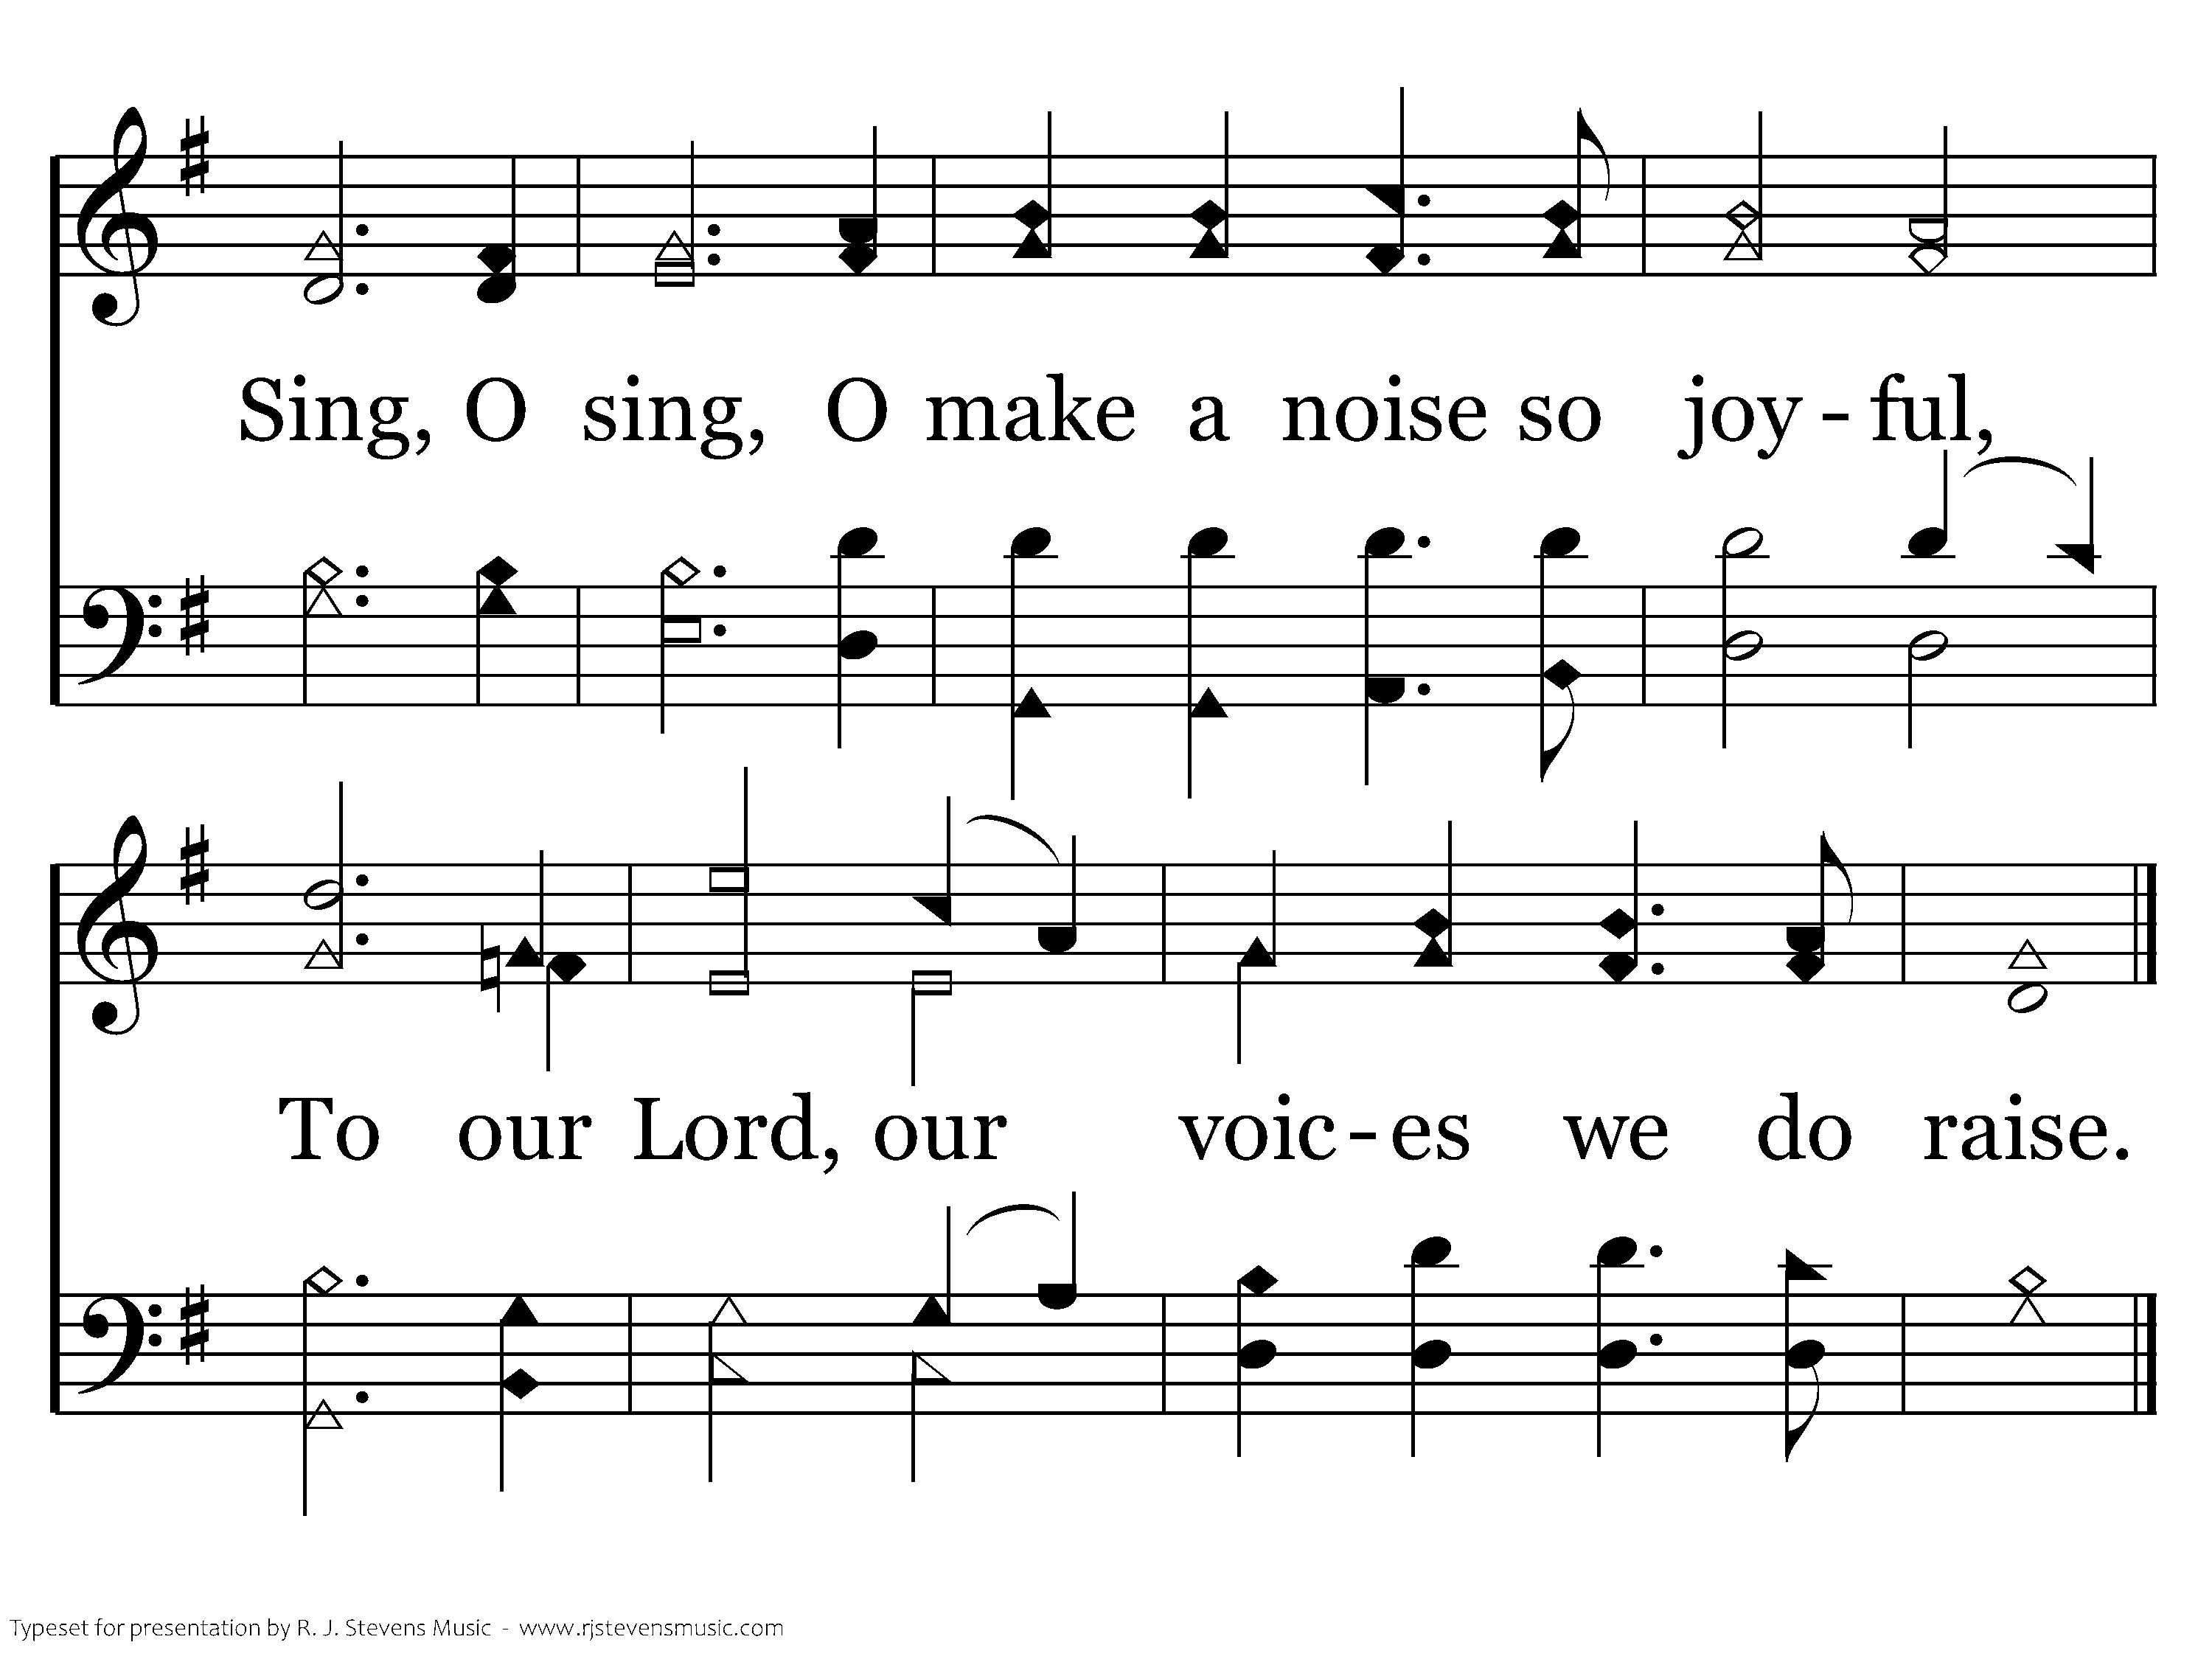 Sing, O sing, O make a noise so joy - ful,
To our Lord, our voic - es we do raise.
Typeset for presentation by R. J. Stevens Music - www.rjstevensmusic.com